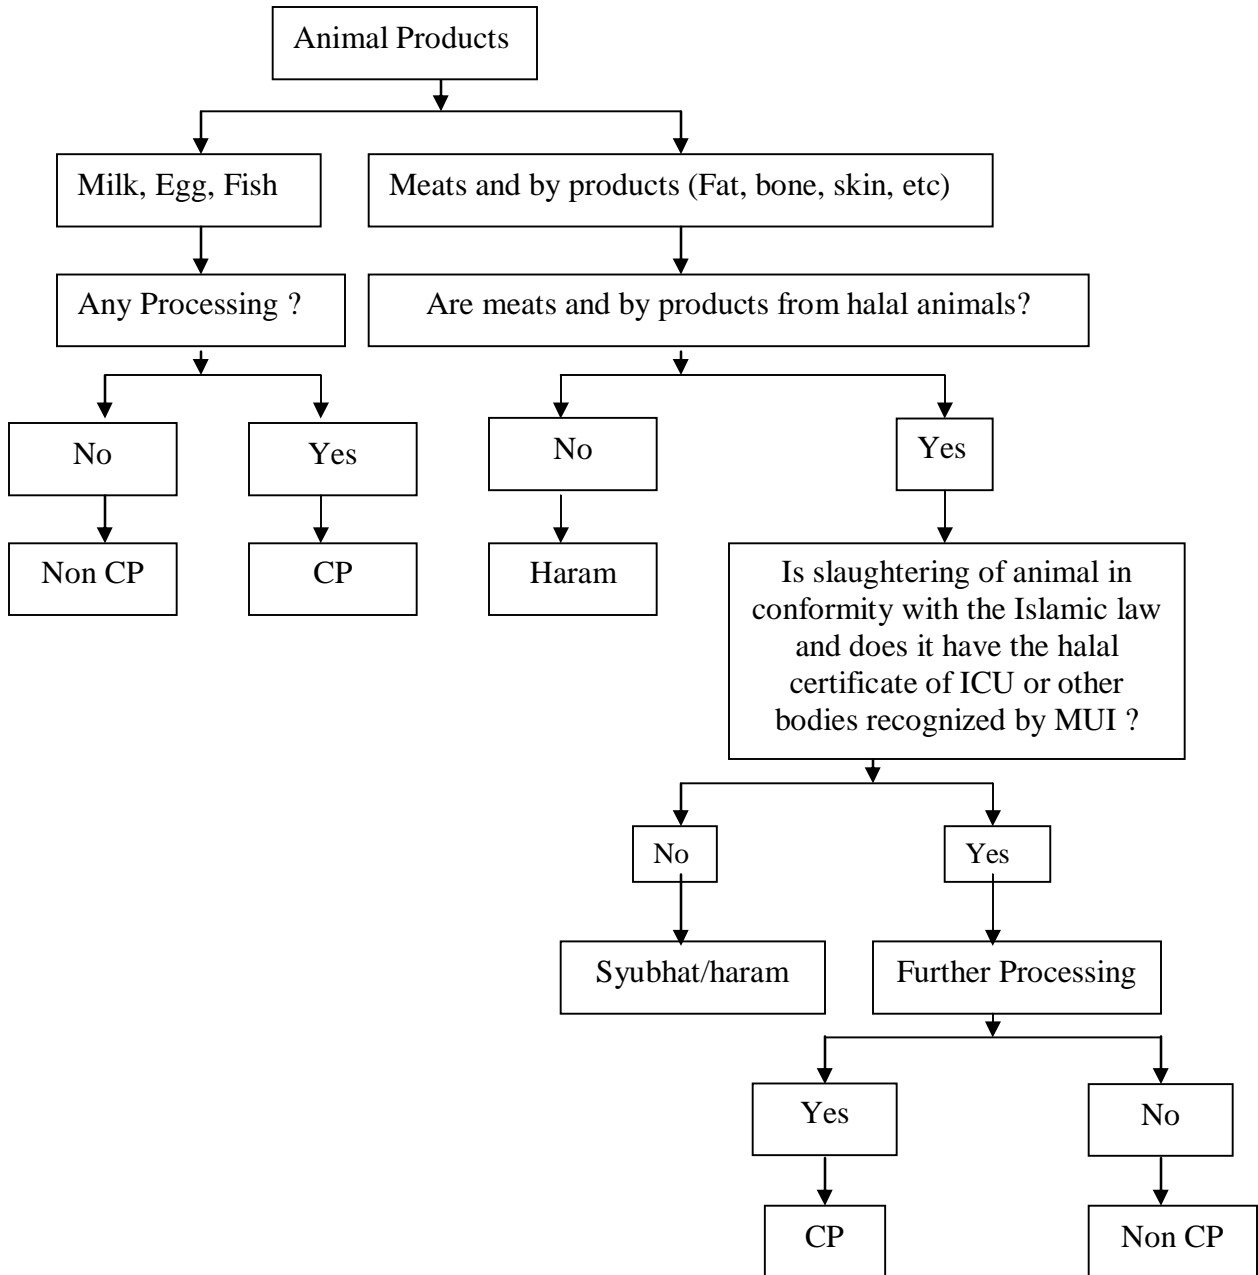 Animal Products
Milk, Egg, Fish
Meats and by products (Fat, bone, skin, etc)
Any Processing ?
Are meats and by products from halal animals?
No
Yes
No
Yes
Non CP
CP
Haram
Is slaughtering of animal in
conformity with the Islamic law
and does it have the halal
certificate of ICU or other
bodies recognized by MUI ?
No
Yes
Syubhat/haram
Further Processing
Yes
No
CP
Non CP